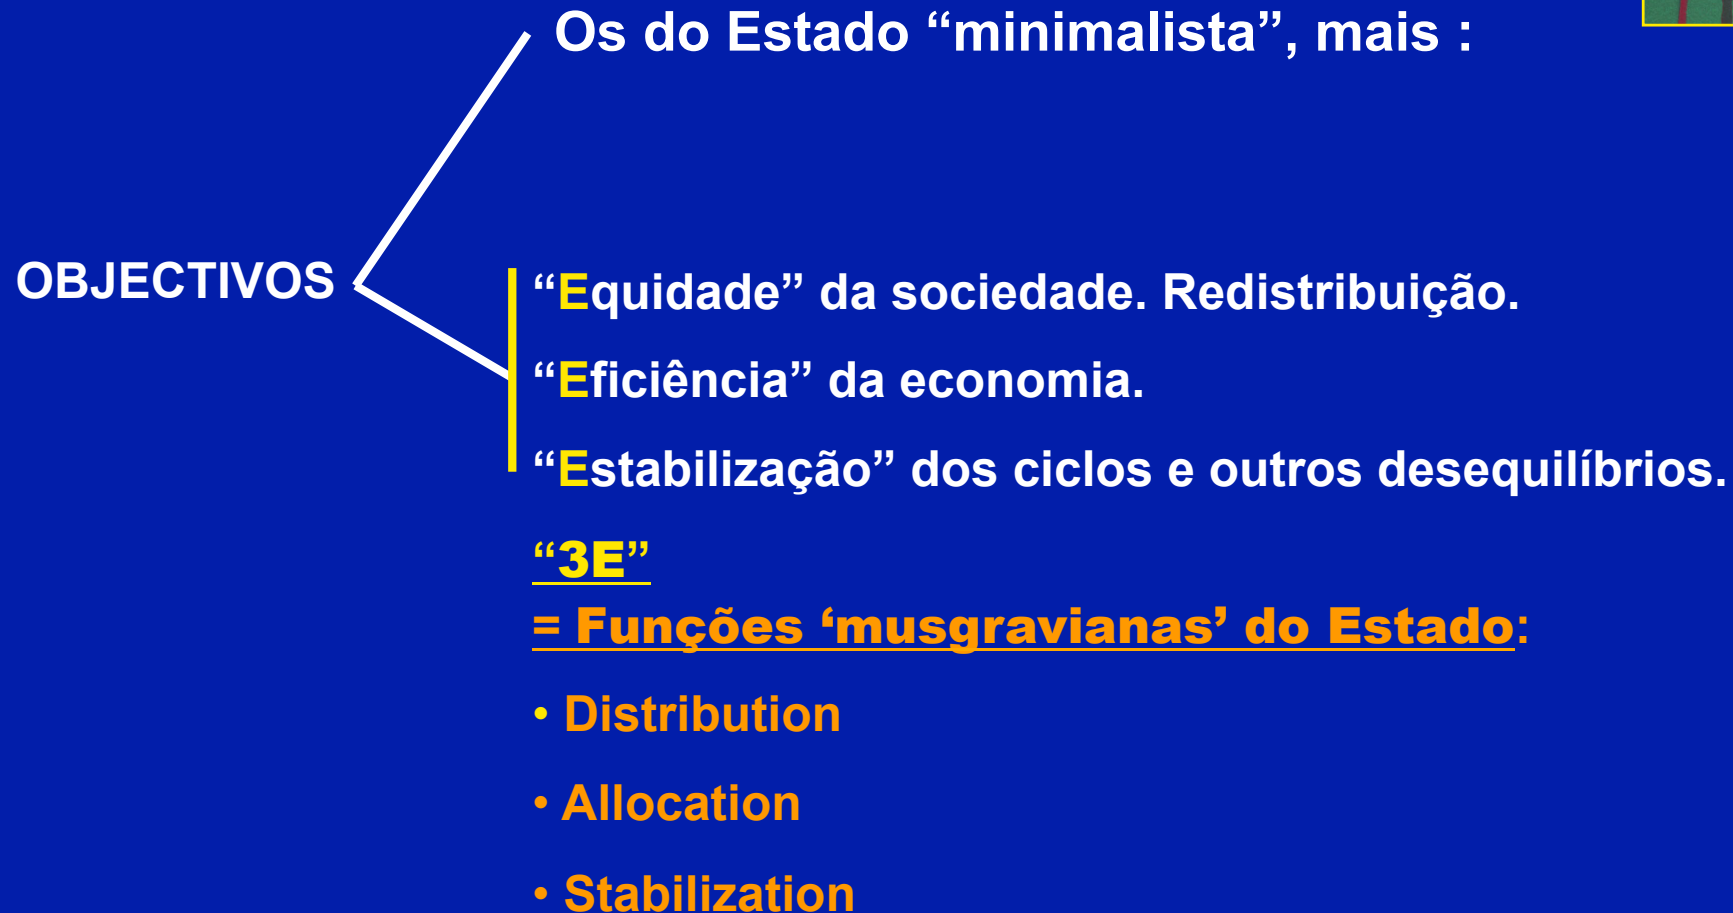 Os do Estado “minimalista”, mais :
OBJECTIVOS
“Equidade” da sociedade. Redistribuição.
“Eficiência” da economia.
“Estabilização” dos ciclos e outros desequilíbrios.
“3E”
= Funções ‘musgravianas’ do Estado:
• Distribution
• Allocation
• Stabilization